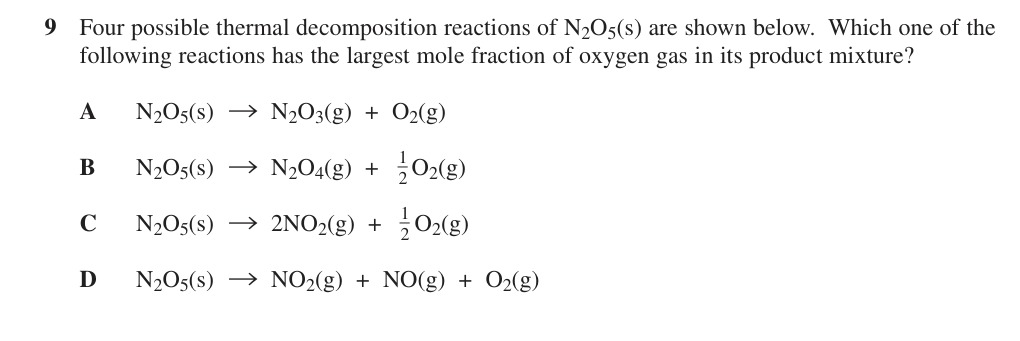 9 Four possible thermal decomposition reactions of N₂O₅(s) are shown below. Which one of the
following reactions has the largest mole fraction of oxygen gas in its product mixture?
A N₂O₅(s) ⟶ N₂O₃(g) + O₂(g)
B N₂O₅(s) ⟶ N₂O₄(g) + ½O₂(g)
C N₂O₅(s) ⟶ 2NO₂(g) + ½O₂(g)
D N₂O₅(s) ⟶ NO₂(g) + NO(g) + O₂(g)